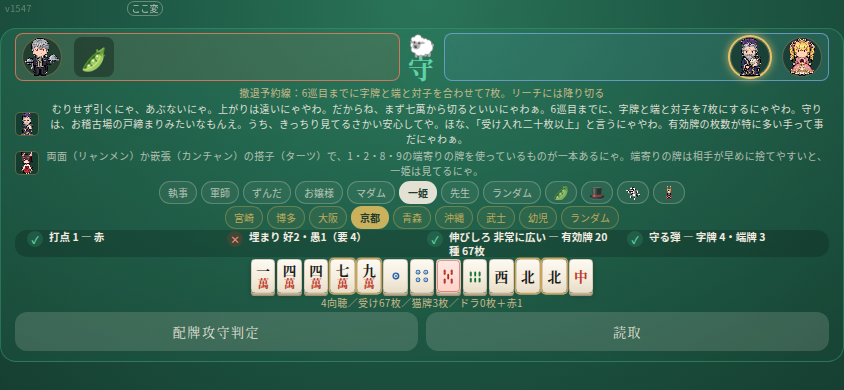 v1547
ここ変
守
撤退予約線：6巡目までに字牌と端と対子を合わせて7枚。リーチには降り切る
むりせず引くにゃ、あぶないにゃ。上がりは遠いにゃやわ。だからね、まず七萬から切るといいにゃわぁ。6巡目までに、字牌と端と対子を7枚にするにゃやわ。守り
は、お稽古場の戸締まりみたいなもんえ。うち、きっちり見てるさかい安心してや。ほな、「受け入れ二十枚以上」と言うにゃやわ。有効牌の枚数が特に多い手って事
だにゃわぁ。
両面（リャンメン）か嵌張（カンチャン）の搭子（ターツ）で、1・2・8・9の端寄りの牌を使っているものが一本あるにゃ。端寄りの牌は相手が早めに捨てやすいと、
一姫は見てるにゃ。
執事 軍師 ずんだ お嬢様 マダム 一姫 先生 ランダム
宮崎 博多 大阪 京都 青森 沖縄 武士 幼児 ランダム
✓ 打点 1 — 赤
✕ 埋まり 好2・愚1（要 4）
✓ 伸びしろ 非常に広い — 有効牌 20
種 67枚
✓ 守る弾 — 字牌 4・端牌 3
一萬 四萬 四萬 七萬 九萬 西 北 北 中
4向聴／受け67枚／猫牌3枚／ドラ0枚＋赤1
配牌攻守判定
読取